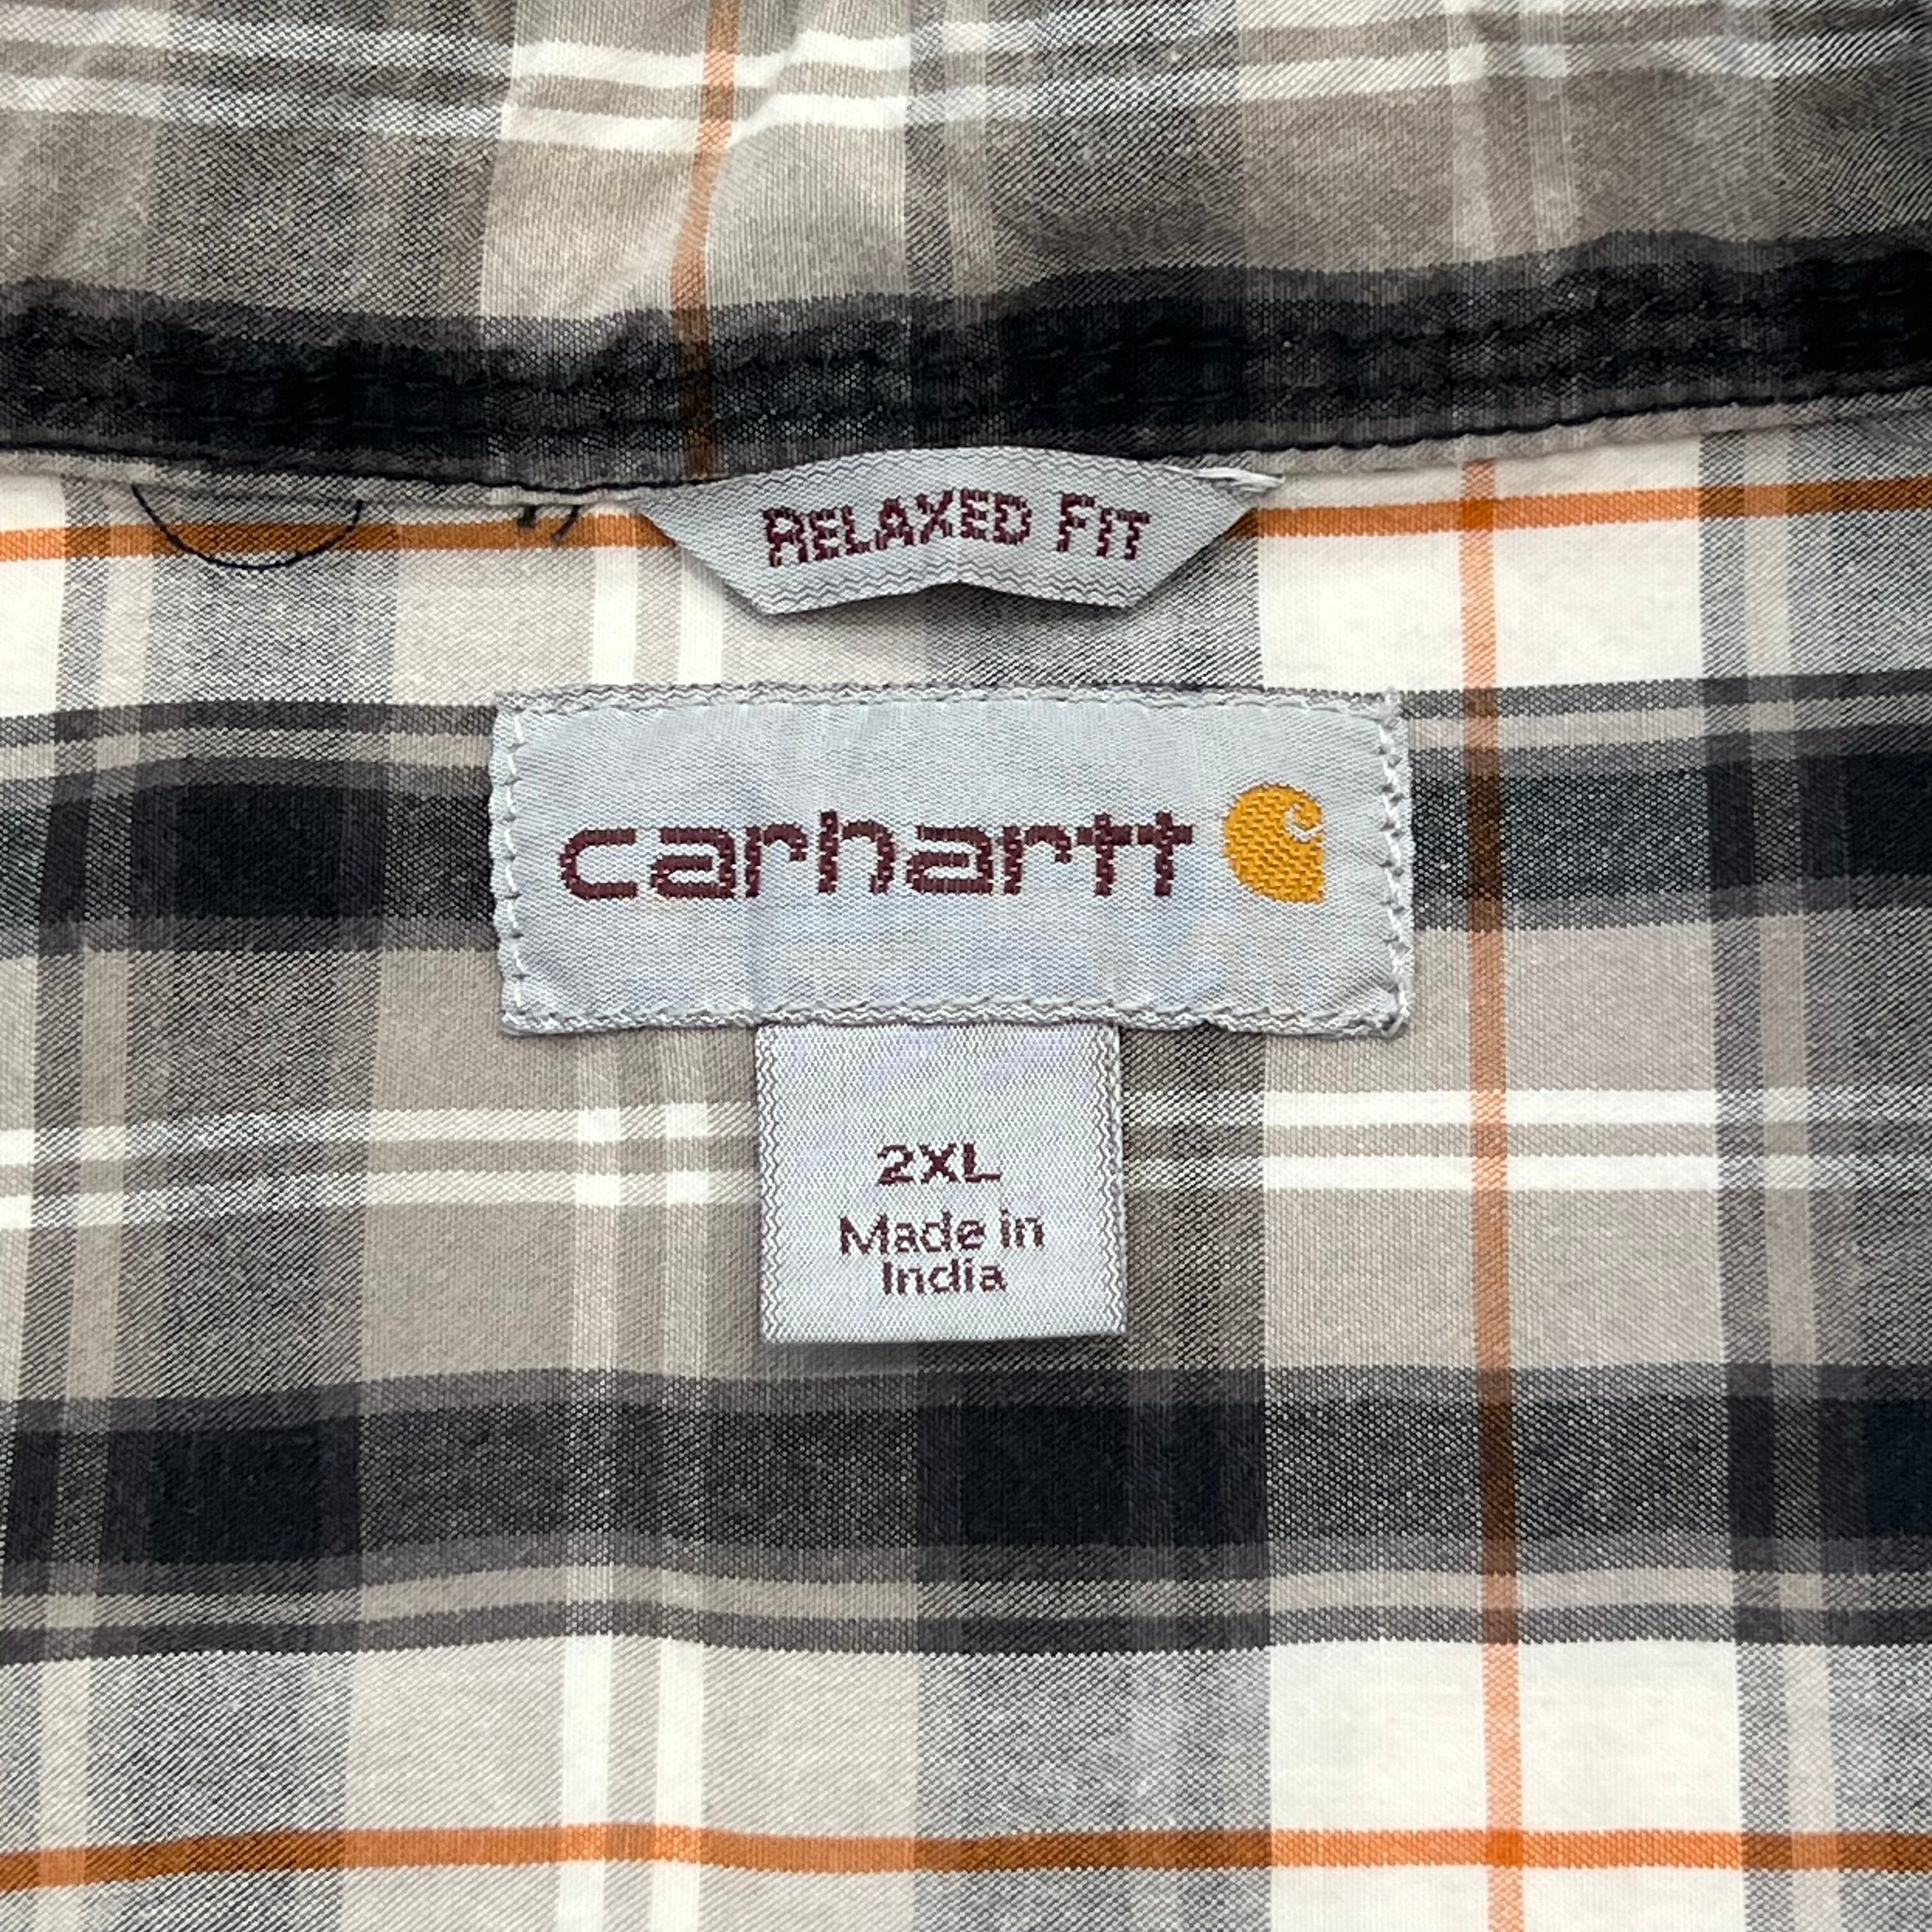 RELAXED FIT
carhartt
2XL
Made in
India